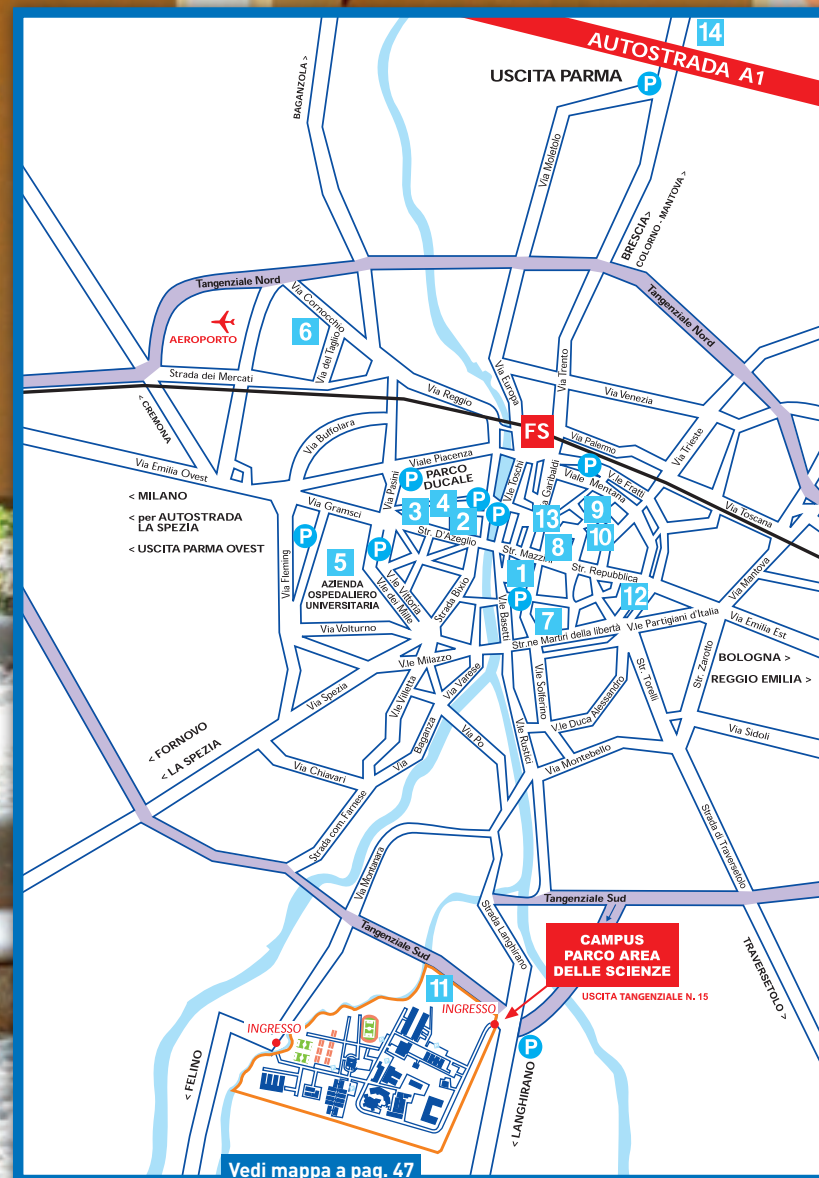 14
AUTOSTRADA A1
USCITA PARMA
P
BAGANZOLA >
Via Moletolo
BRESCIA>
COLORNO - MANTOVA >
Tangenziale Nord
Tangenziale Nord
AEROPORTO
6
Via Cornocchio
Via del Taglio
Strada dei Mercati
Via Reggio
Via Europa
Via Trento
Via Venezia
< CREMONA
FS
Via Palermo
Via Trieste
Via Buffolara
Via Emilia Ovest
Viale Piacenza
V.le Toschi
Garibaldi
P
Viale Mentana
V.le Fratti
Via Toscana
< MILANO
< per AUTOSTRADA
LA SPEZIA
< USCITA PARMA OVEST
Via Pasini
P
PARCO
DUCALE
Via Gramsci
3
4
2
P
P
13
9
10
8
Str. D'Azeglio
Str. Mazzini
Str. Repubblica
Via Mantova
P
Via Fleming
5
P
AZIENDA
OSPEDALIERO
UNIVERSITARIA
V.le Vittoria
V.le dei Mille
Strada Bixio
1
P
V.le Basetti
7
12
Str.ne Martiri della libertà
V.le Partigiani d'Italia
Via Emilia Est
Via Volturno
V.le Milazzo
BOLOGNA >
REGGIO EMILIA >
Via Spezia
V.le Villetta
Via Varese
V.le Solferino
V.le Duca Alessandro
Str. Torelli
Str. Zarotto
Via Sidoli
< FORNOVO
< LA SPEZIA
Via Baganza
Via Po
V.le Rustici
Via Montebello
Via Chiavari
Strada com. Farnese
Via Montanara
Strada di Traversetolo
Tangenziale Sud
Tangenziale Sud
Strada Langhirano
CAMPUS
PARCO AREA
DELLE SCIENZE
USCITA TANGENZIALE N. 15
TRAVERSETOLO >
11
INGRESSO
INGRESSO
P
< FELINO
< LANGHIRANO
Vedi mappa a pag. 47